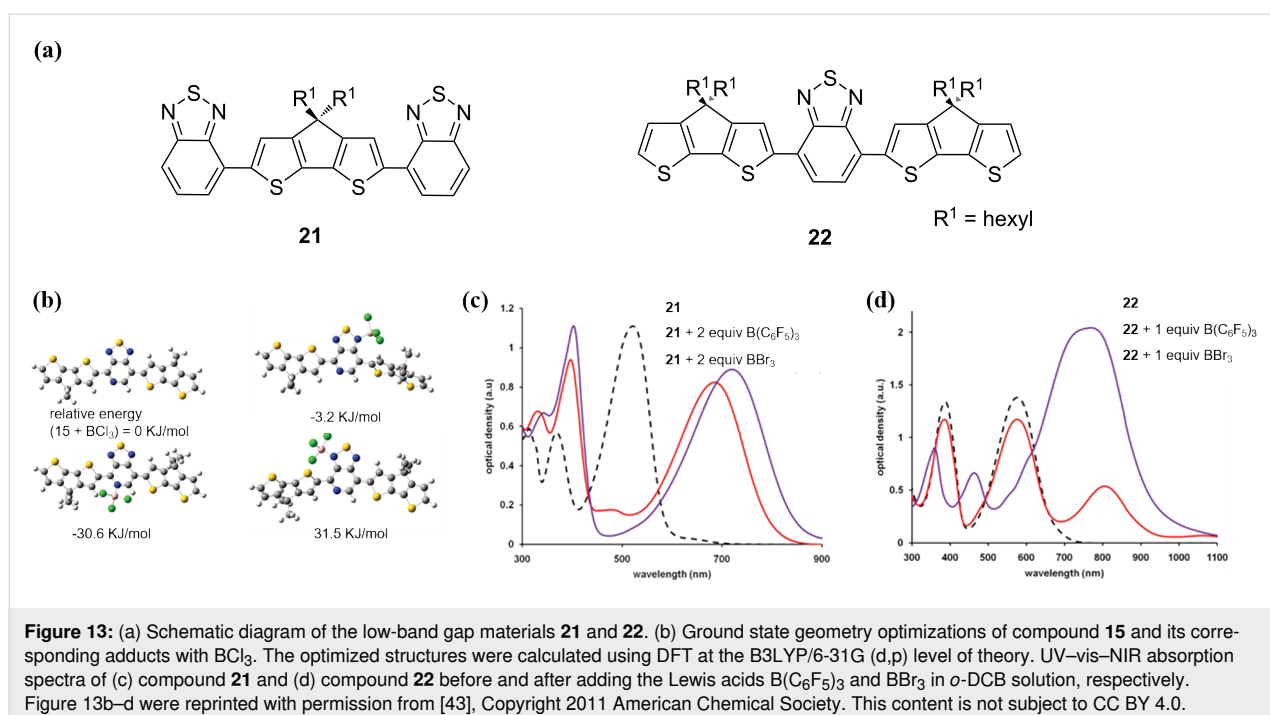 (a)
R¹ R¹
N S N
N S N
S S
21
R¹ R¹
N S N
R¹ R¹
S S
S S
22
R¹ = hexyl
(b)
relative energy
(15 + BCl₃) = 0 KJ/mol
-3.2 KJ/mol
-30.6 KJ/mol
31.5 KJ/mol
(c)
21
21 + 2 equiv B(C₆F₅)₃
21 + 2 equiv BBr₃
optical density (a.u)
1.2
1
0.8
0.6
0.4
0.2
0
300 500 700 900
wavelength (nm)
(d)
22
22 + 1 equiv B(C₆F₅)₃
22 + 1 equiv BBr₃
optical density (a.u.)
2
1.5
1
0.5
0
300 400 500 600 700 800 900 1000 1100
wavelength (nm)
Figure 13: (a) Schematic diagram of the low-band gap materials 21 and 22. (b) Ground state geometry optimizations of compound 15 and its corre-
sponding adducts with BCl₃. The optimized structures were calculated using DFT at the B3LYP/6-31G (d,p) level of theory. UV–vis–NIR absorption
spectra of (c) compound 21 and (d) compound 22 before and after adding the Lewis acids B(C₆F₅)₃ and BBr₃ in o-DCB solution, respectively.
Figure 13b–d were reprinted with permission from [43], Copyright 2011 American Chemical Society. This content is not subject to CC BY 4.0.